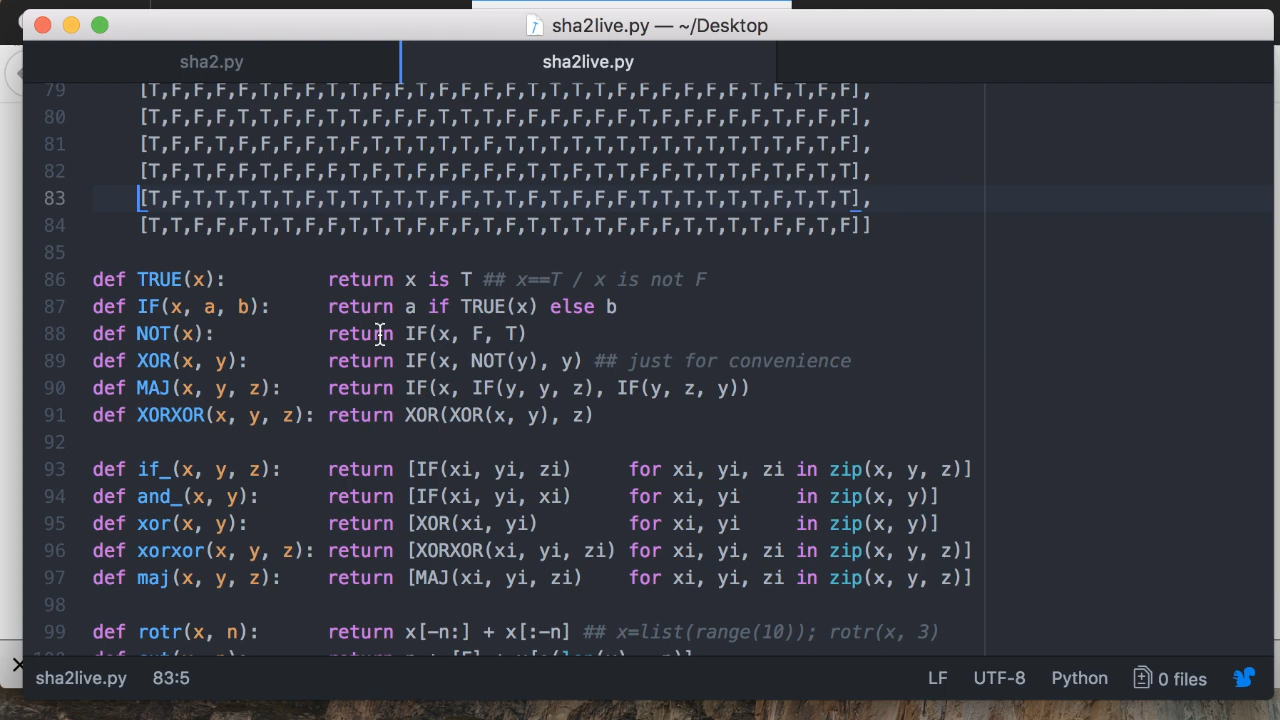 sha2live.py — ~/Desktop
sha2.py
sha2live.py
79 [T,F,F,F,F,T,F,F,T,T,F,F,T,F,F,F,F,T,T,T,T,F,F,F,F,F,F,T,F,T,F,F],
80 [T,F,F,F,T,T,F,T,F,F,F,T,F,F,T,F,F,T,F,T,T,F,F,T,T,F,F,F,T,F,F],
81 [T,F,F,T,F,F,T,F,T,T,T,T,T,F,F,T,T,T,T,T,T,T,T,T,T,F,T,F],
82 [T,F,T,F,F,T,F,T,F,F,F,T,F,T,T,F,F,T,T,T,T,T,T,T,T],
83 [T,F,T,T,T,T,T,F,T,T,T,T,T,F,F,T,T,F,T,F,F,T,T,T,T,T,T,F,T,T,T],
84 [T,T,F,F,F,T,T,F,F,T,T,T,F,F,F,T,F,T,T,T,T,F,F,F,T,T,T,T,F,F,T,F]]
85
86 def TRUE(x): return x is T ## x==T / x is not F
87 def IF(x, a, b): return a if TRUE(x) else b
88 def NOT(x): return IF(x, F, T)
89 def XOR(x, y): return IF(x, NOT(y), y) ## just for convenience
90 def MAJ(x, y, z): return IF(x, IF(y, y, z), IF(y, z, y))
91 def XORXOR(x, y, z): return XOR(XOR(x, y), z)
92
93 def if_(x, y, z): return [IF(xi, yi, zi) for xi, yi, zi in zip(x, y, z)]
94 def and_(x, y): return [IF(xi, yi, xi) for xi, yi in zip(x, y)]
95 def xor(x, y): return [XOR(xi, yi) for xi, yi in zip(x, y)]
96 def xorxor(x, y, z): return [XORXOR(xi, yi, zi) for xi, yi, zi in zip(x, y, z)]
97 def maj(x, y, z): return [MAJ(xi, yi, zi) for xi, yi, zi in zip(x, y, z)]
98
99 def rotr(x, n): return x[-n:] + x[:-n] ## x=list(range(10)); rotr(x, 3)
sha2live.py 83:5 LF UTF-8 Python 0 files